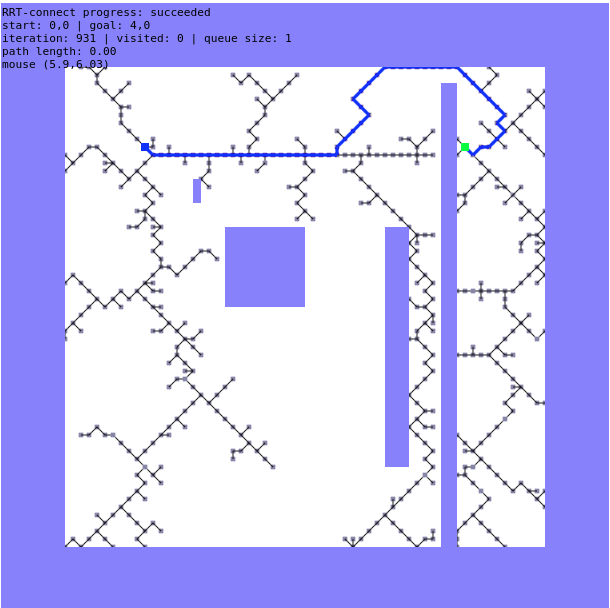 RRT-connect progress: succeeded
start: 0,0 | goal: 4,0
iteration: 931 | visited: 0 | queue size: 1
path length: 0.00
mouse (5.9,6.03)